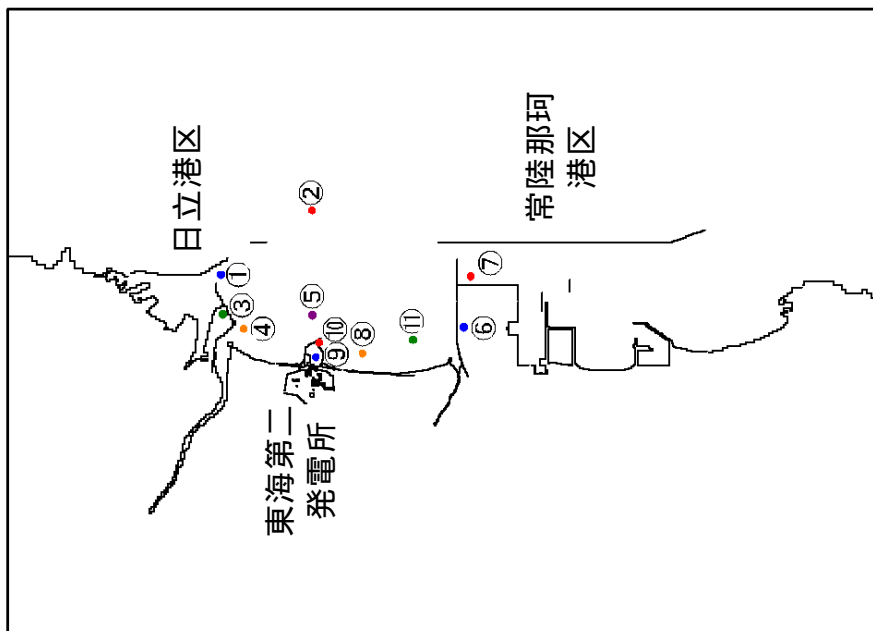 日立港区
①
②
③
④
⑤
⑩
⑨
⑧
⑪
⑥
⑦
東海第二
発電所
常陸那珂
港区